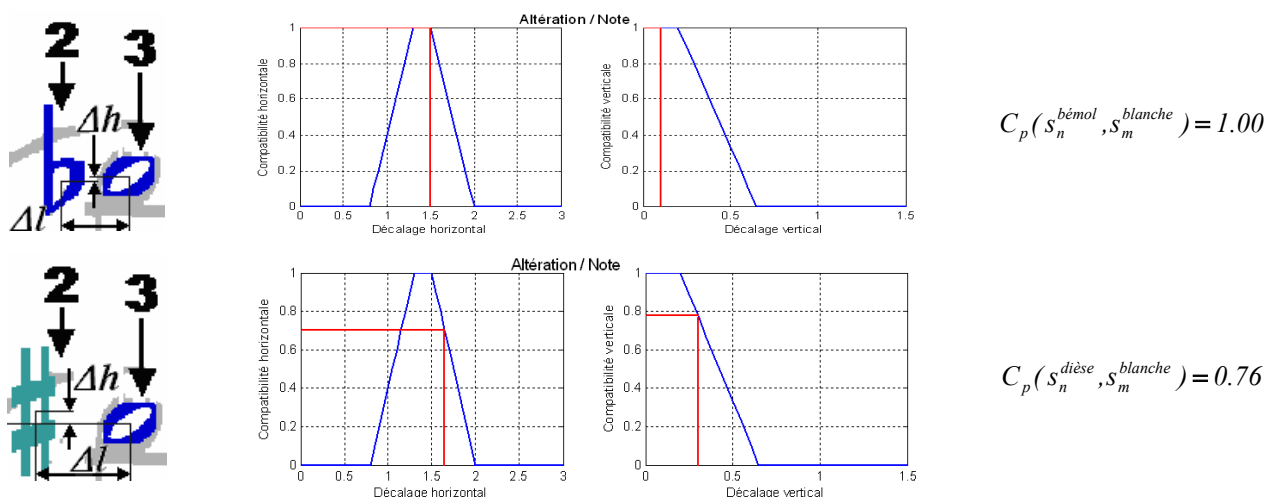 2
3
Δh
Δl
Altération / Note
Compatibilité horizontale
1
0.8
0.6
0.4
0.2
0
0 0.5 1 1.5 2 2.5 3
Décalage horizontal
Compatibilité verticale
1
0.8
0.6
0.4
0.2
0
0 0.5 1 1.5
Décalage vertical
C_p ( s_n^{bémol} , s_m^{blanche} ) = 1.00
2
3
Δh
Δl
Altération / Note
Compatibilité horizontale
1
0.8
0.6
0.4
0.2
0
0 0.5 1 1.5 2 2.5 3
Décalage horizontal
Compatibilité verticale
1
0.8
0.6
0.4
0.2
0
0 0.5 1 1.5
Décalage vertical
C_p ( s_n^{dièse} , s_m^{blanche} ) = 0.76